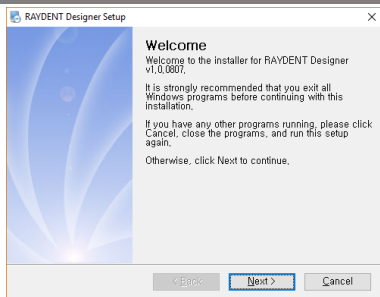 RAYDENT Designer Setup
Welcome
Welcome to the installer for RAYDENT Designer
v1.0.0807.
It is strongly recommended that you exit all
Windows programs before continuing with this
installation.
If you have any other programs running, please click
Cancel, close the programs, and run this setup
again.
Otherwise, click Next to continue.
< Back
Next >
Cancel